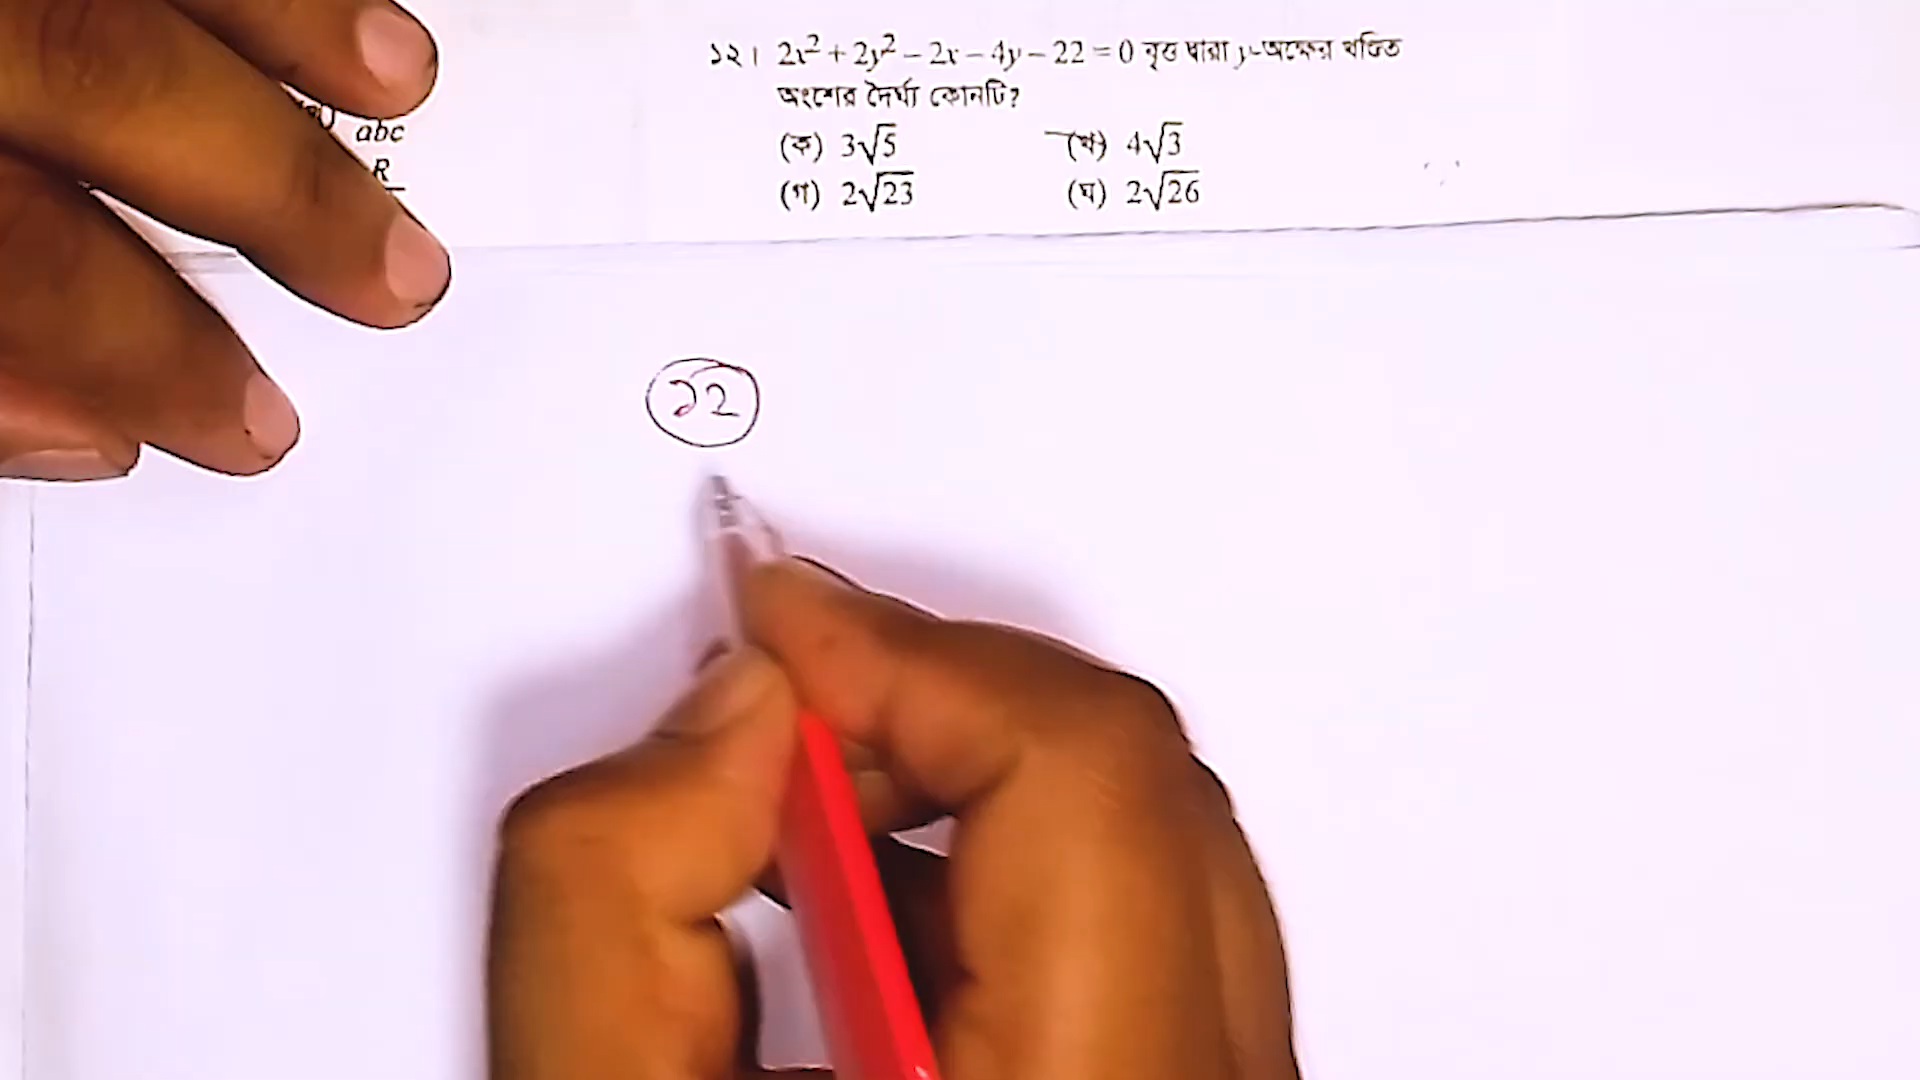 abc
R
১২। 2x² + 2y² – 2x – 4y – 22 = 0 বৃত্ত দ্বারা y-অক্ষের খণ্ডিত
অংশের দৈর্ঘ্য কোনটি?
(ক) 3√5 (খ) 4√3
(গ) 2√23 (ঘ) 2√26
১২